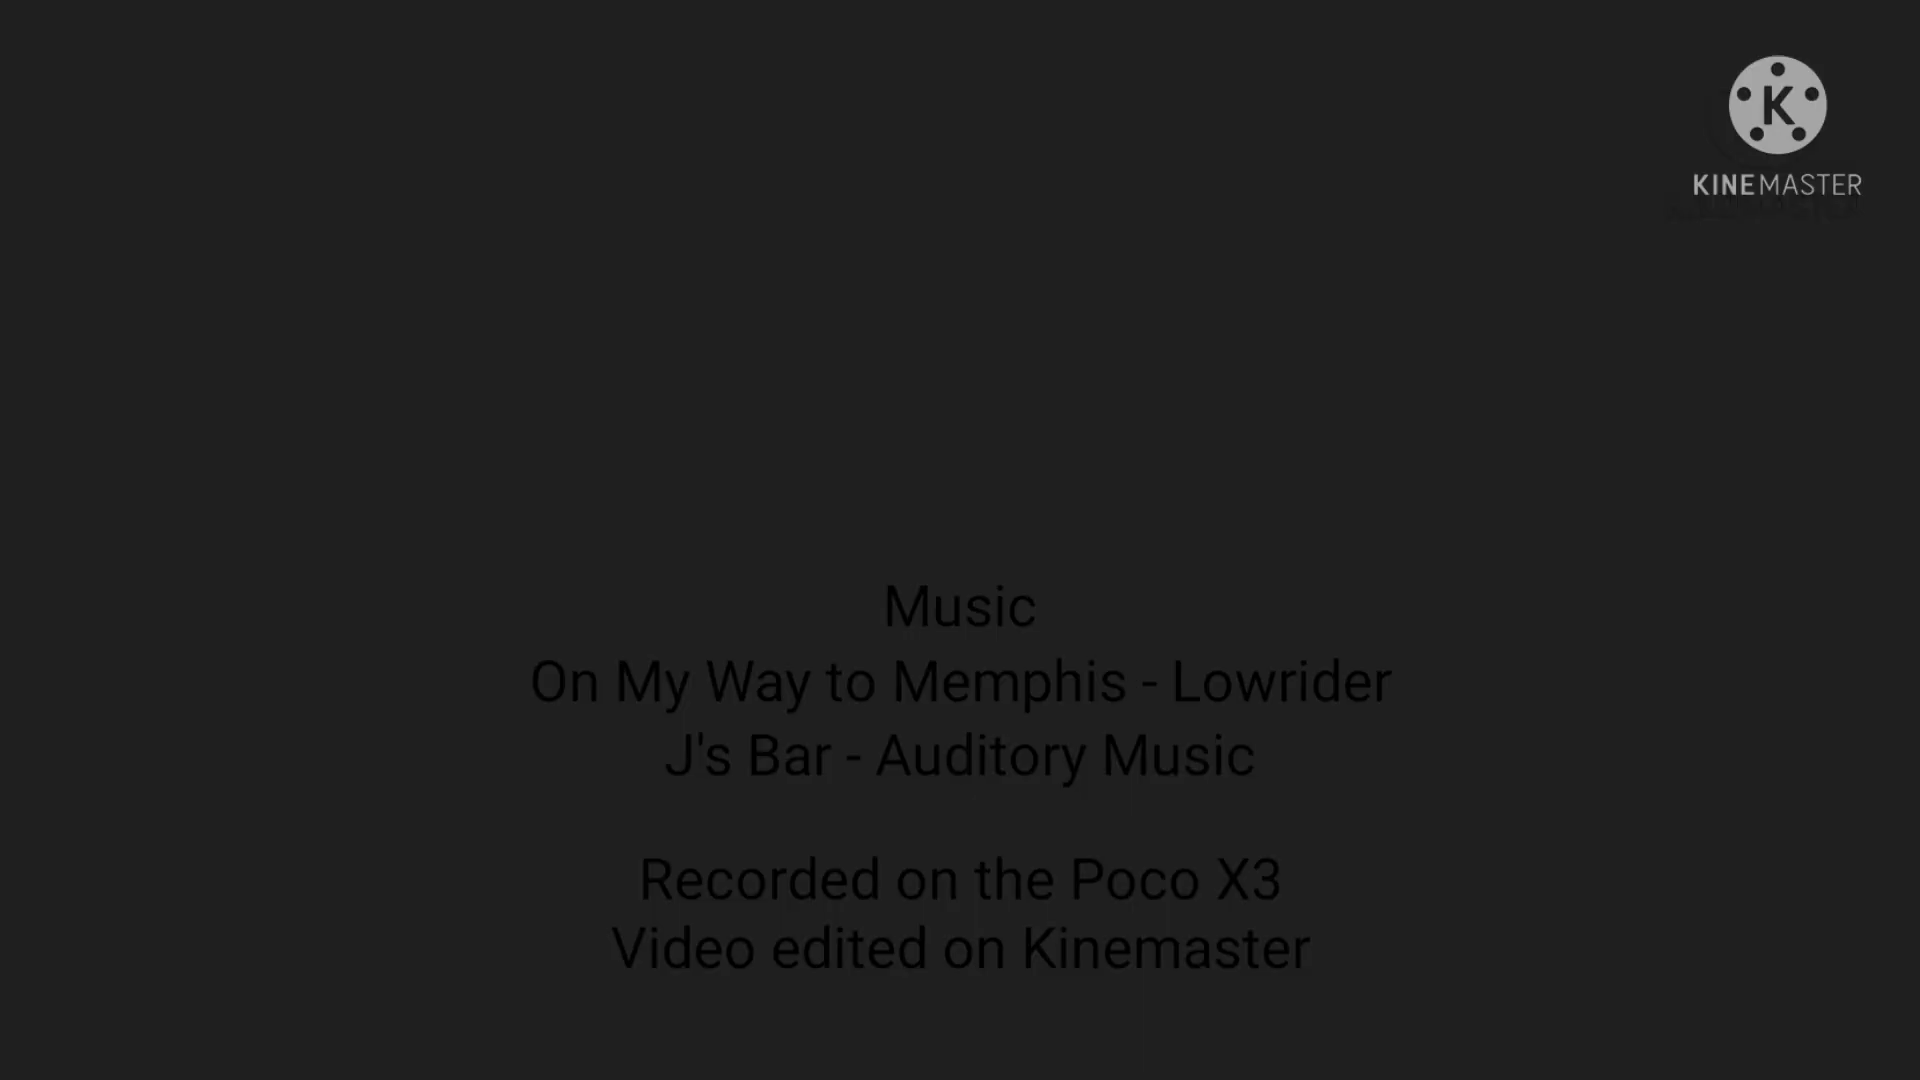 K
KINEMASTER
Music
On My Way to Memphis - Lowrider
J's Bar - Auditory Music
Recorded on the Poco X3
Video edited on Kinemaster